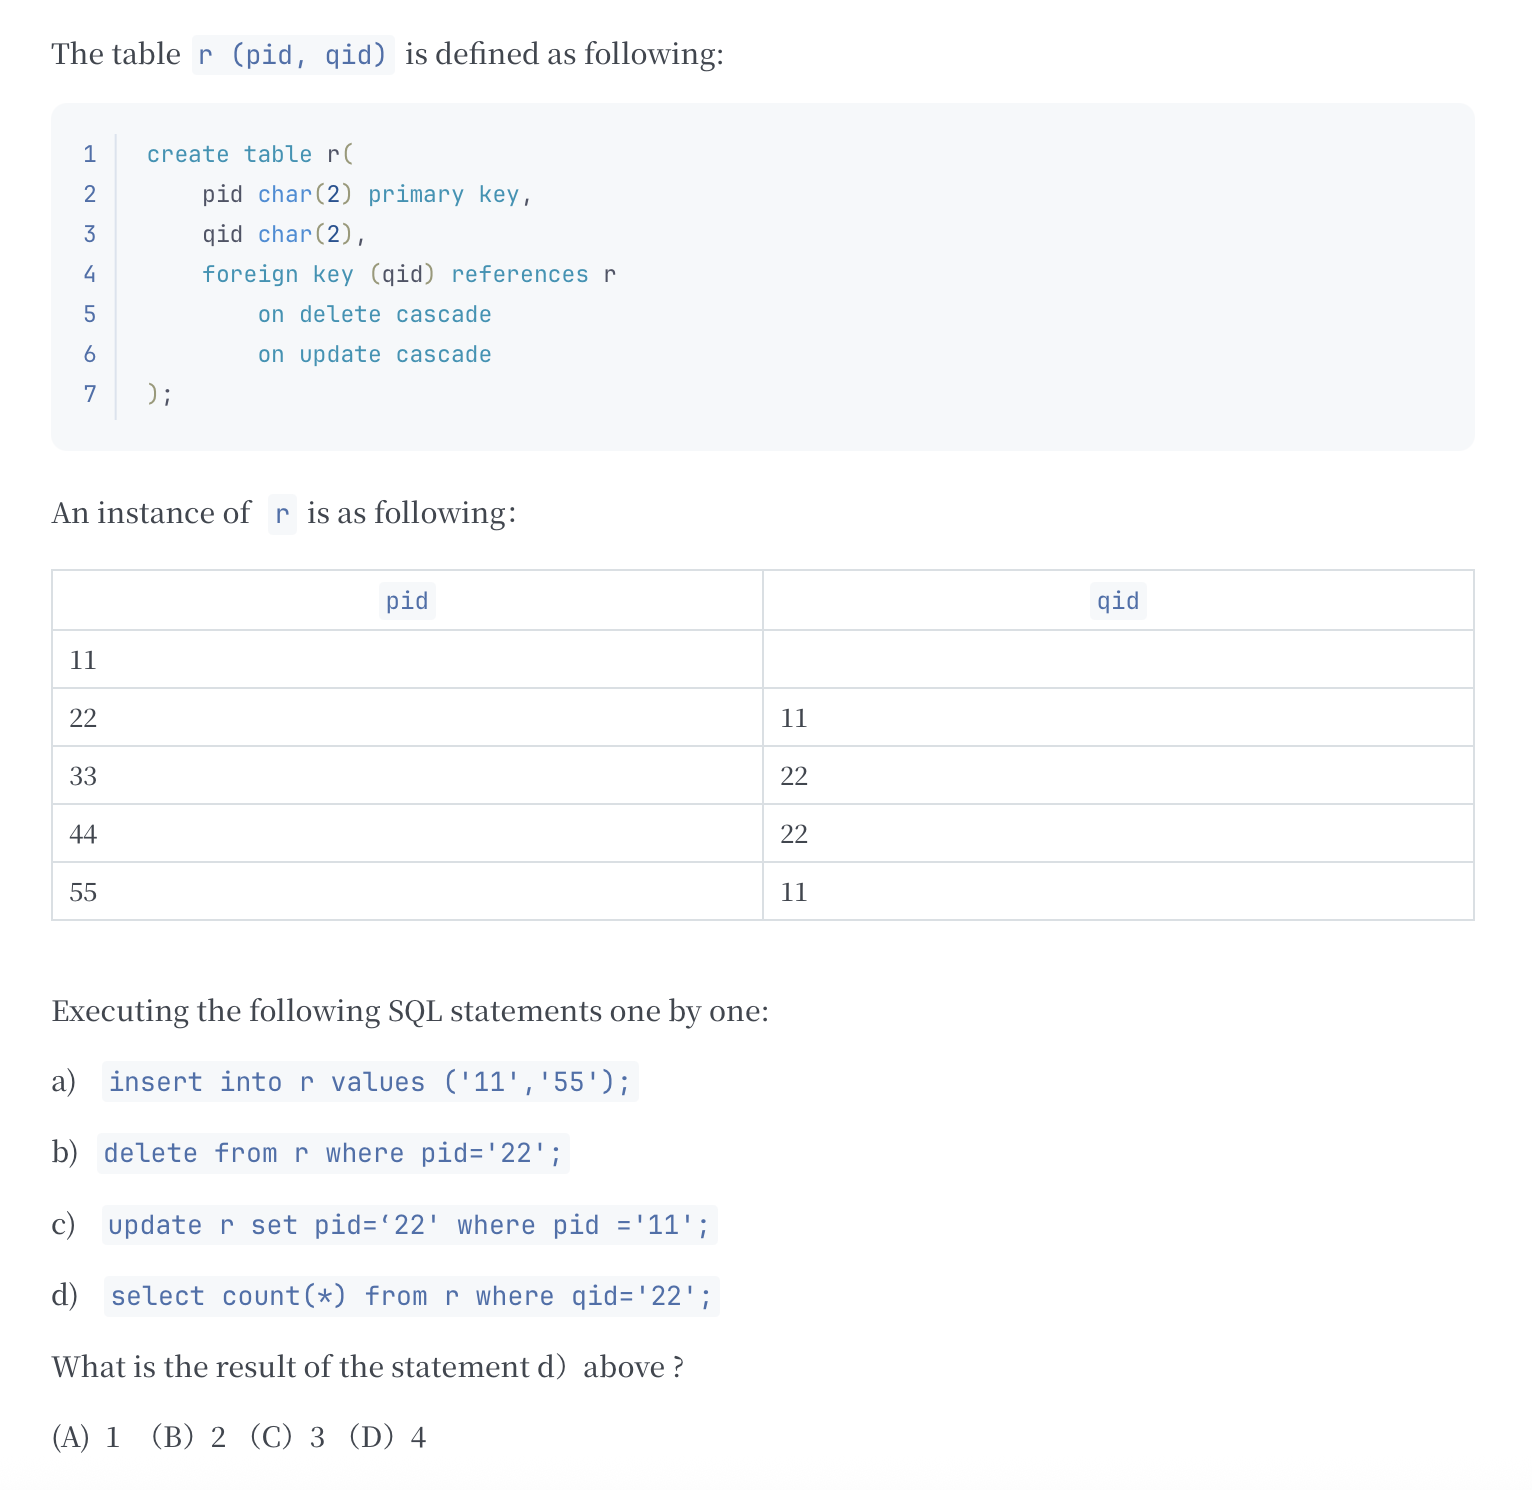 The table r (pid, qid) is defined as following:
1 create table r(
2 pid char(2) primary key,
3 qid char(2),
4 foreign key (qid) references r
5 on delete cascade
6 on update cascade
7 );
An instance of r is as following:
pid qid
11
22 11
33 22
44 22
55 11
Executing the following SQL statements one by one:
a) insert into r values ('11','55');
b) delete from r where pid='22';
c) update r set pid=‘22' where pid ='11';
d) select count(*) from r where qid='22';
What is the result of the statement d）above ?
(A) 1 （B）2 （C）3 （D）4